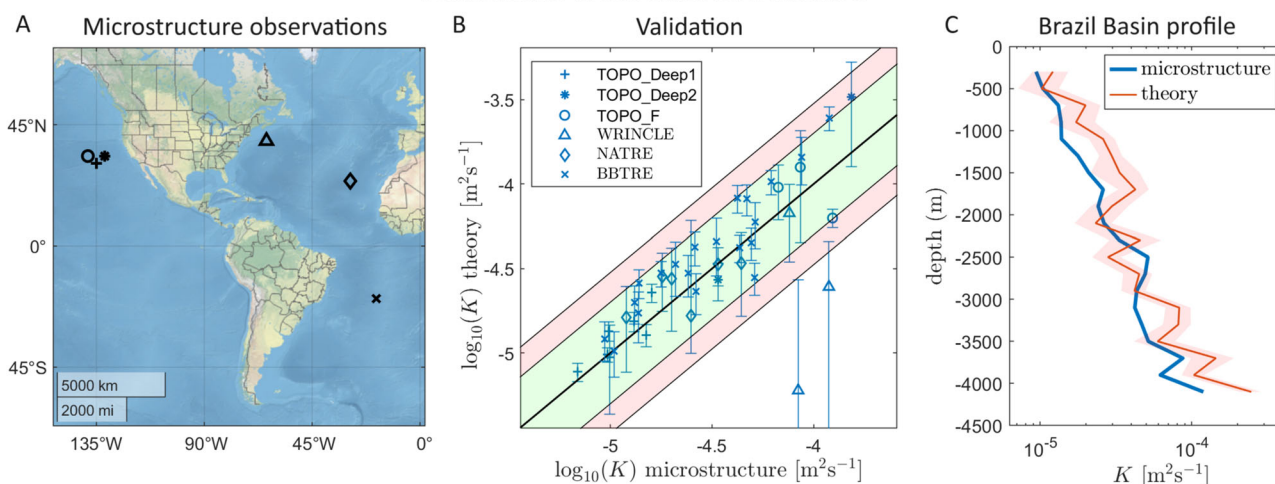 A
Microstructure observations
45°N
0°
45°S
5000 km
2000 mi
135°W
90°W
45°W
0°
B
Validation
TOPO_Deep1
TOPO_Deep2
TOPO_F
WRINCLE
NATRE
BBTRE
log₁₀(K) theory [m²s⁻¹]
-3.5
-4
-4.5
-5
-5
-4.5
-4
log₁₀(K) microstructure [m²s⁻¹]
C
Brazil Basin profile
microstructure
theory
depth (m)
0
-500
-1000
-1500
-2000
-2500
-3000
-3500
-4000
-4500
10⁻⁵
10⁻⁴
K [m²s⁻¹]